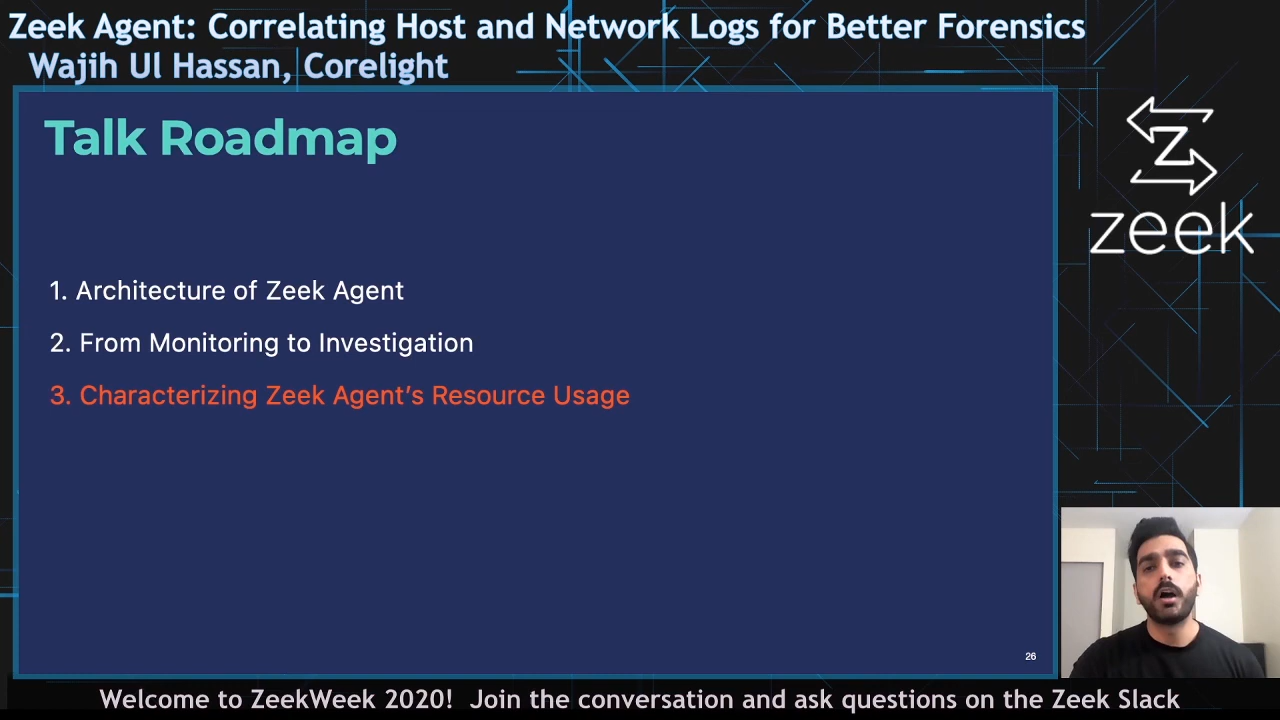 Zeek Agent: Correlating Host and Network Logs for Better Forensics
Wajih Ul Hassan, Corelight
Talk Roadmap
1. Architecture of Zeek Agent
2. From Monitoring to Investigation
3. Characterizing Zeek Agent’s Resource Usage
26
Z
zeek
Welcome to ZeekWeek 2020!  Join the conversation and ask questions on the Zeek Slack